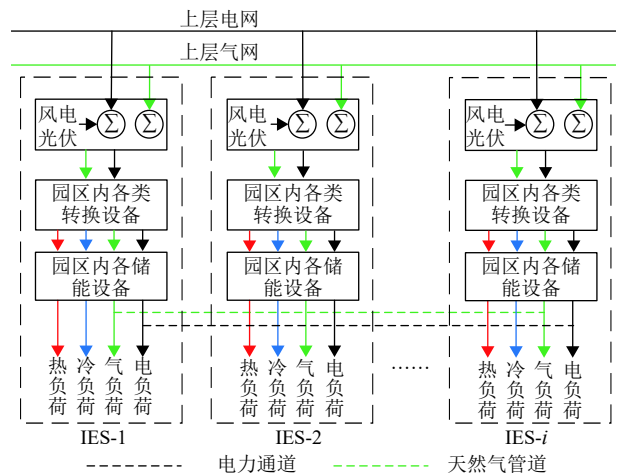 上层电网
上层气网
风电
光伏
Σ
Σ
园区内各类
转换设备
园区内各储
能设备
热负荷
冷负荷
气负荷
电负荷
IES-1
风电
光伏
Σ
Σ
园区内各类
转换设备
园区内各储
能设备
热负荷
冷负荷
气负荷
电负荷
IES-2
……
风电
光伏
Σ
Σ
园区内各类
转换设备
园区内各储
能设备
热负荷
冷负荷
气负荷
电负荷
IES-i
电力通道
天然气管道